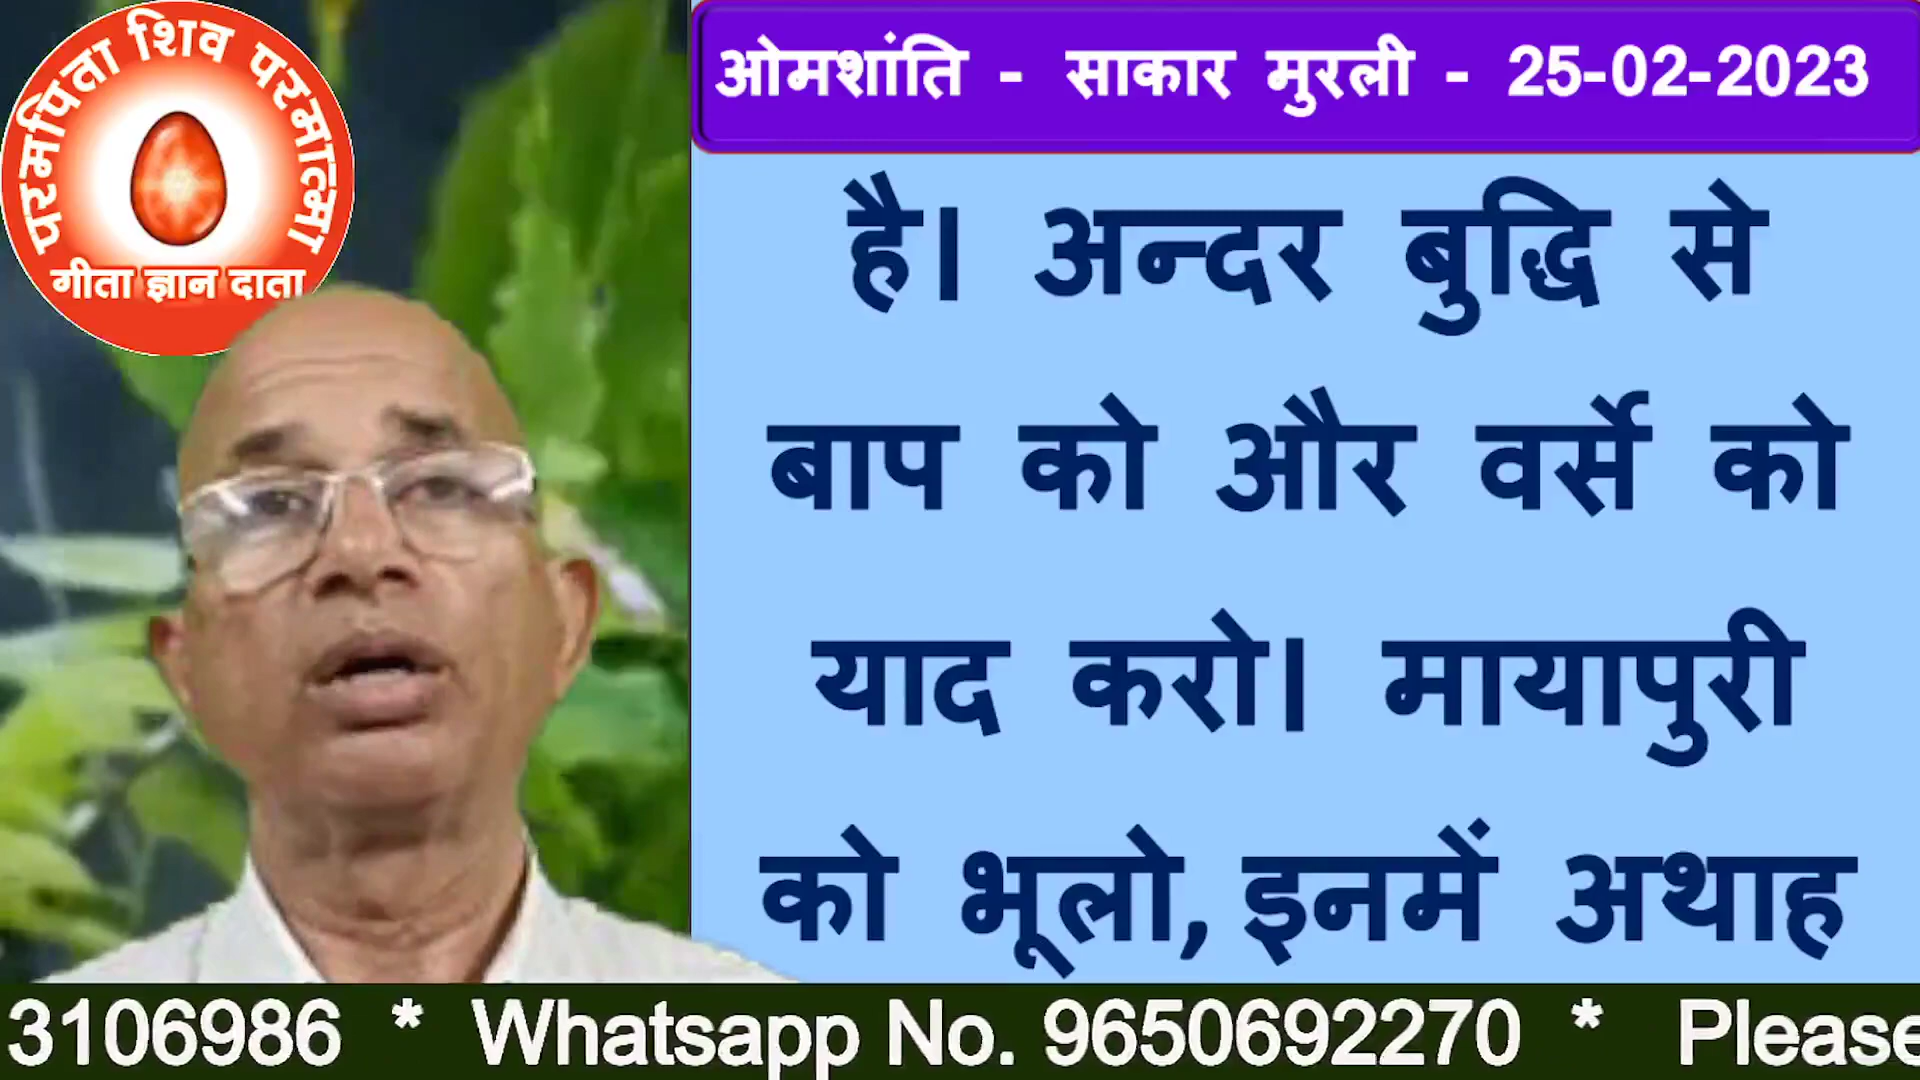 परमपिता शिव परमात्मा
गीता ज्ञान दाता
ओमशांति - साकार मुरली - 25-02-2023
है। अन्दर बुद्धि से
बाप को और वर्से को
याद करो। मायापुरी
को भूलो, इनमें अथाह
3106986 * Whatsapp No. 9650692270 * Please